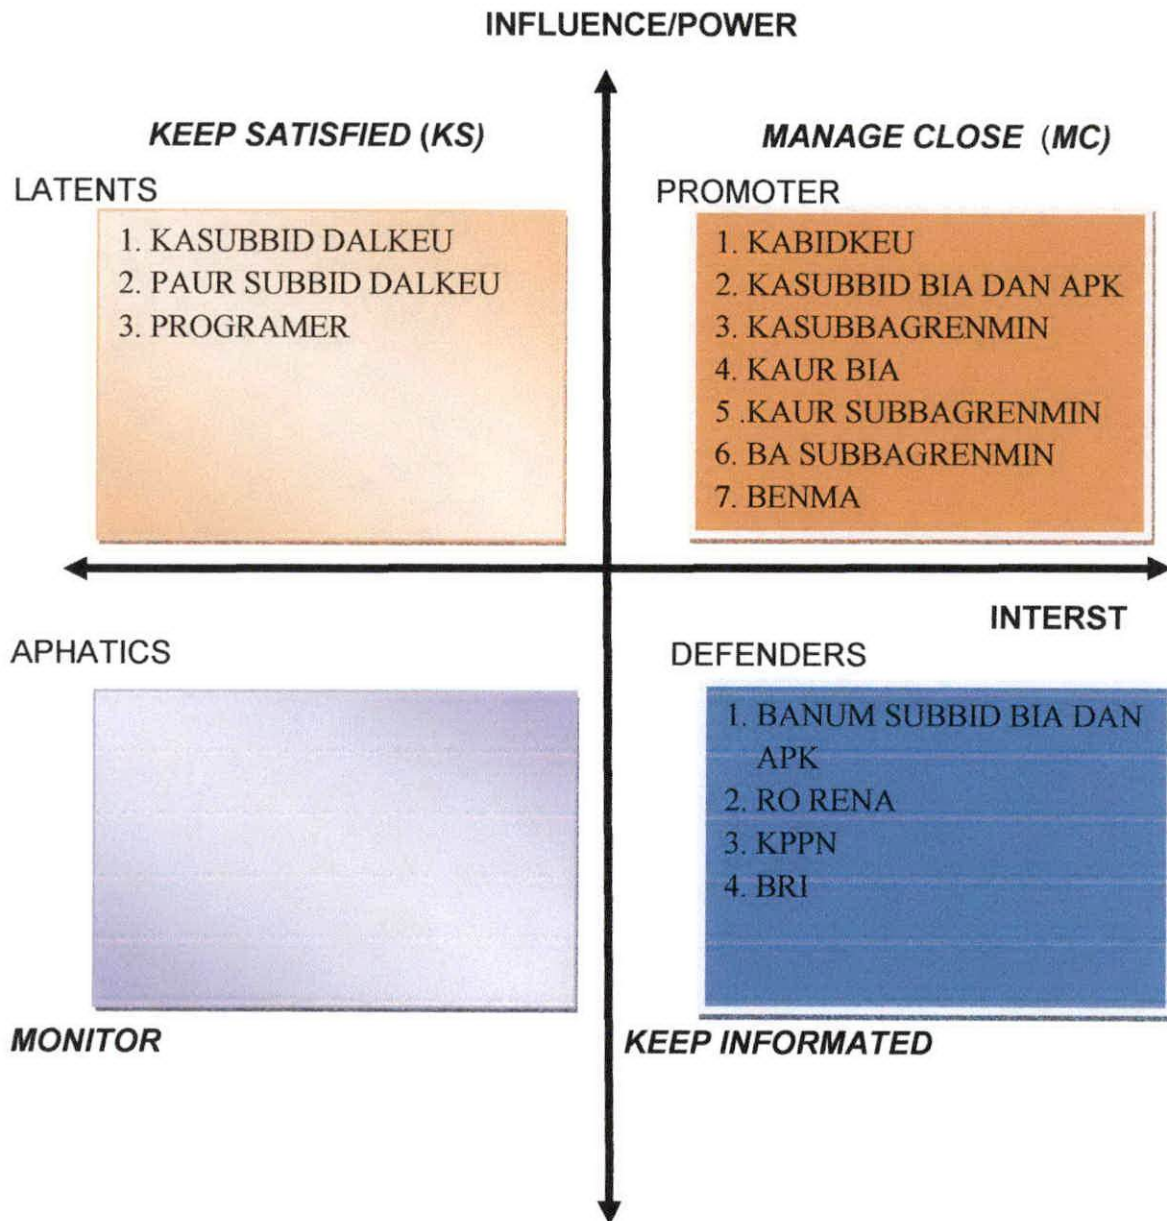 INFLUENCE/POWER
KEEP SATISFIED (KS)
LATENTS
1. KASUBBID DALKEU
2. PAUR SUBBID DALKEU
3. PROGRAMER
MANAGE CLOSE (MC)
PROMOTER
1. KABIDKEU
2. KASUBBID BIA DAN APK
3. KASUBBAGRENMIN
4. KAUR BIA
5 .KAUR SUBBAGRENMIN
6. BA SUBBAGRENMIN
7. BENMA
INTERST
APHATICS
MONITOR
DEFENDERS
1. BANUM SUBBID BIA DAN
APK
2. RO RENA
3. KPPN
4. BRI
KEEP INFORMATED